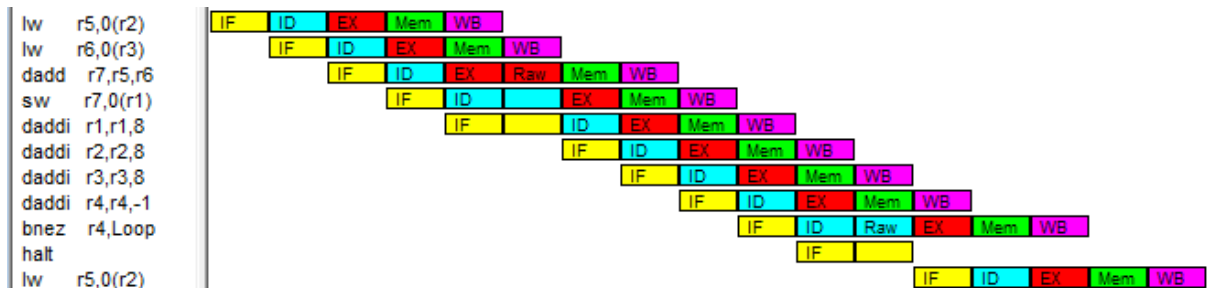 lw r5,0(r2) IF ID EX Mem WB
lw r6,0(r3) IF ID EX Mem WB
dadd r7,r5,r6 IF ID EX Raw Mem WB
sw r7,0(r1) IF ID EX Mem WB
daddi r1,r1,8 IF ID EX Mem WB
daddi r2,r2,8 IF ID EX Mem WB
daddi r3,r3,8 IF ID EX Mem WB
daddi r4,r4,-1 IF ID EX Mem WB
bnez r4,Loop IF ID Raw EX Mem WB
halt IF
lw r5,0(r2) IF ID EX Mem WB